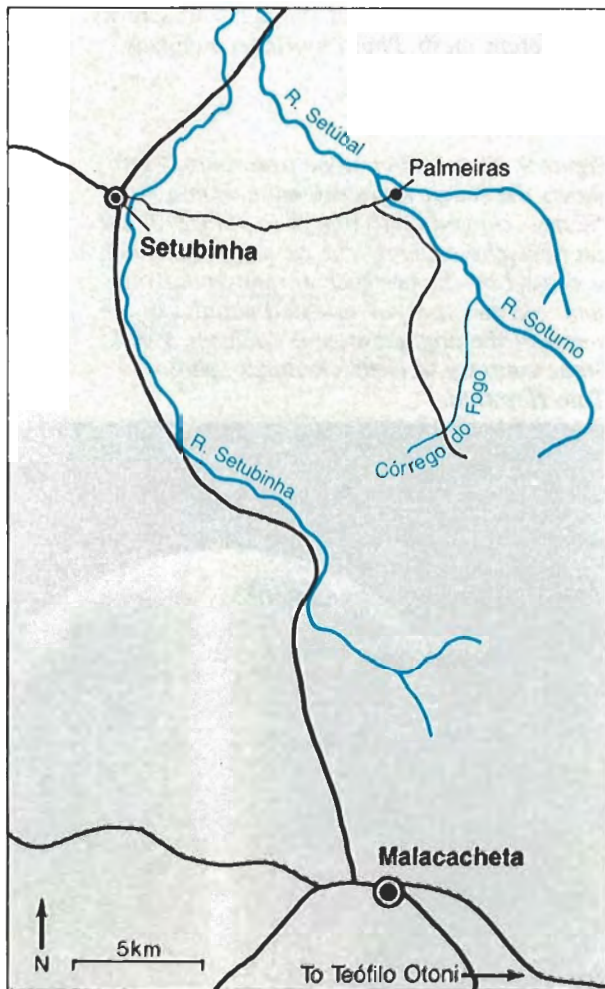 R. Setúbal
Palmeiras
Setubinha
R. Soturno
Córrego do Fogo
R. Setubinha
Malacacheta
N
5km
To Teófilo Otoni